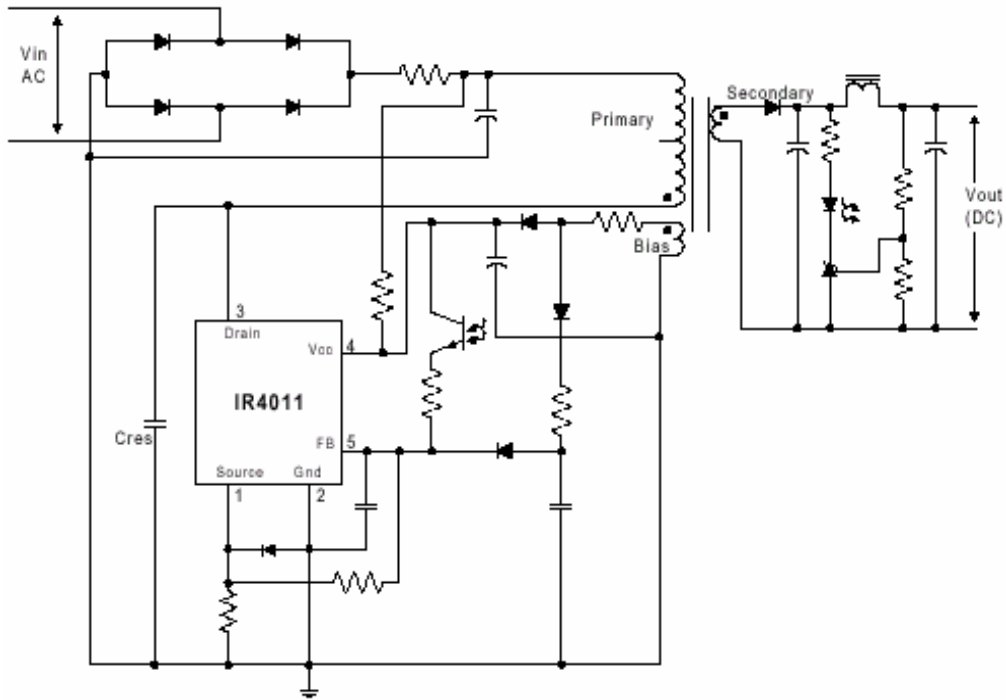 Vin
AC
Secondary
Primary
Vout
(DC)
Bias
3
Drain
Vcc
4
IR4011
Cres
FB
5
Source
Gnd
1
2